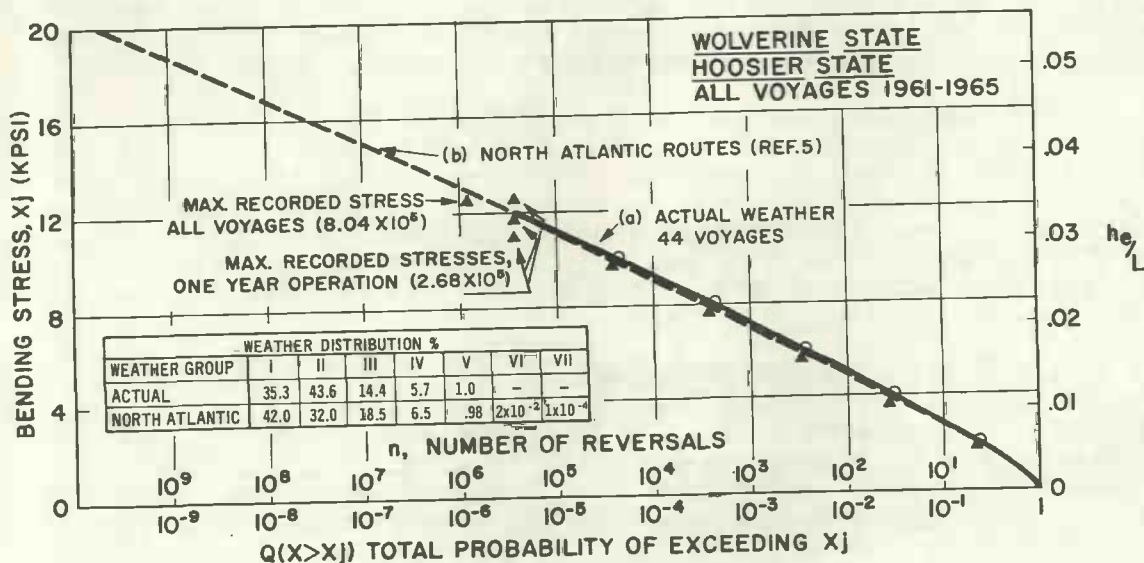 WOLVERINE STATE
HOOSIER STATE
ALL VOYAGES 1961-1965
20
16
12
8
4
0
BENDING STRESS, Xj (KPSI)
.05
.04
.03
.02
.01
0
he/L
(b) NORTH ATLANTIC ROUTES (REF.5)
MAX. RECORDED STRESS
ALL VOYAGES (8.04 X10⁵)
(a) ACTUAL WEATHER
44 VOYAGES
MAX. RECORDED STRESSES,
ONE YEAR OPERATION (2.68X10⁵)
WEATHER DISTRIBUTION %
WEATHER GROUP I II III IV V VI VII
ACTUAL 35.3 43.6 14.4 5.7 1.0 – –
NORTH ATLANTIC 42.0 32.0 18.5 6.5 .98 2x10⁻² 1x10⁻⁴
n, NUMBER OF REVERSALS
10⁹ 10⁸ 10⁷ 10⁶ 10⁵ 10⁴ 10³ 10² 10¹
10⁻⁹ 10⁻⁸ 10⁻⁷ 10⁻⁶ 10⁻⁵ 10⁻⁴ 10⁻³ 10⁻² 10⁻¹ 1
Q(X>Xj) TOTAL PROBABILITY OF EXCEEDING Xj